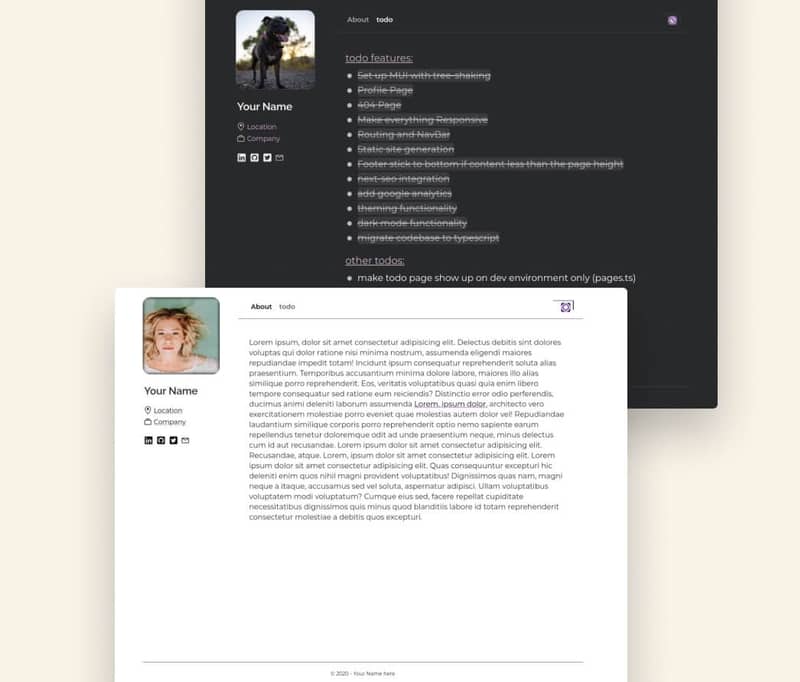 About todo
Your Name
Location
Company
todo features:
Set up MUI with tree-shaking
Profile Page
404 Page
Make everything Responsive
Routing and NavBar
Static site generation
Footer stick to bottom if content less than the page height
next-seo integration
add google analytics
theming functionality
dark mode functionality
migrate codebase to typescript
other todos:
make todo page show up on dev environment only (pages.ts)
About todo
Your Name
Location
Company
Lorem ipsum, dolor sit amet consectetur adipisicing elit. Delectus debitis sint dolores
voluptas qui dolor ratione nisi minima nostrum, assumenda eligendi maiores
repudiandae impedit totam! Incidunt ipsum consequatur reprehenderit soluta alias
praesentium. Temporibus accusantium minima dolore labore, maiores illo alias
similique porro reprehenderit. Eos, veritatis voluptatibus quasi quia enim libero
tempore consequatur sed ratione eum reiciendis? Distinctio error odio perferendis,
ducimus animi deleniti laborum assumenda Lorem, ipsum dolor, architecto vero
exercitationem molestiae porro eveniet quae molestias autem dolor vel! Repudiandae
laudantium similique corporis porro reprehenderit optio nemo sapiente earum
repellendus tenetur doloremque odit ad unde praesentium neque, minus delectus
cum id aut recusandae. Lorem ipsum dolor sit amet consectetur adipisicing elit.
Recusandae, atque. Lorem, ipsum dolor sit amet consectetur adipisicing elit. Lorem
ipsum dolor sit amet consectetur adipisicing elit. Quas consequuntur excepturi hic
deleniti enim quos nihil magni provident voluptatibus! Dignissimos quas nam, magni
neque a itaque, accusamus sed vel soluta, aspernatur adipisci. Ullam voluptatibus
voluptatem modi voluptatum? Cumque eius sed, facere repellat cupiditate
necessitatibus dignissimos quis minus quod blanditiis labore id totam reprehenderit
consectetur molestiae a debitis quos excepturi.
© 2020 - Your Name here